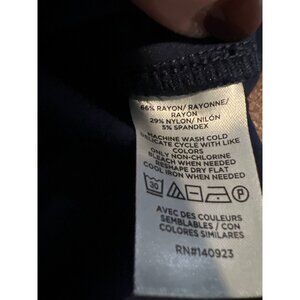 66% RAYON/RAYONNE/
RAYÓN
29% NYLON/ NILÓN
5% SPANDEX
MACHINE WASH COLD
DELICATE CYCLE WITH LIKE
COLORS
ONLY NON-CHLORINE
BLEACH WHEN NEEDED
RESHAPE DRY FLAT
COOL IRON WHEN NEEDED
30 P
AVEC DES COULEURS
SEMBLABLES / CON
COLORES SIMILARES
RN#140923